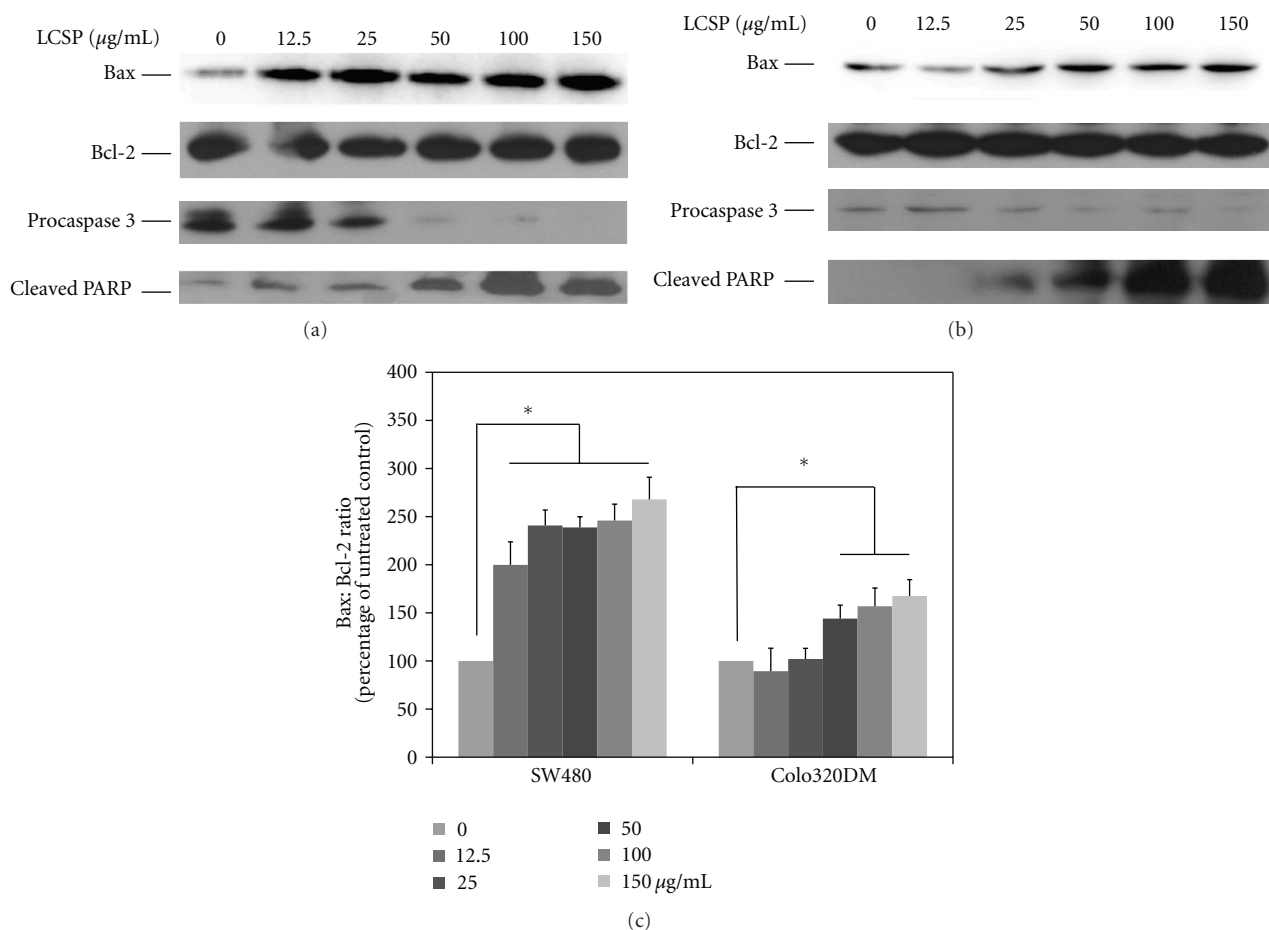 LCSP (μg/mL) 0 12.5 25 50 100 150
Bax
Bcl-2
Procaspase 3
Cleaved PARP
(a)
LCSP (μg/mL) 0 12.5 25 50 100 150
Bax
Bcl-2
Procaspase 3
Cleaved PARP
(b)
Bax: Bcl-2 ratio
(percentage of untreated control)
400
350
300
250
200
150
100
50
0
*
*
SW480 Colo320DM
0
12.5
25
50
100
150 μg/mL
(c)